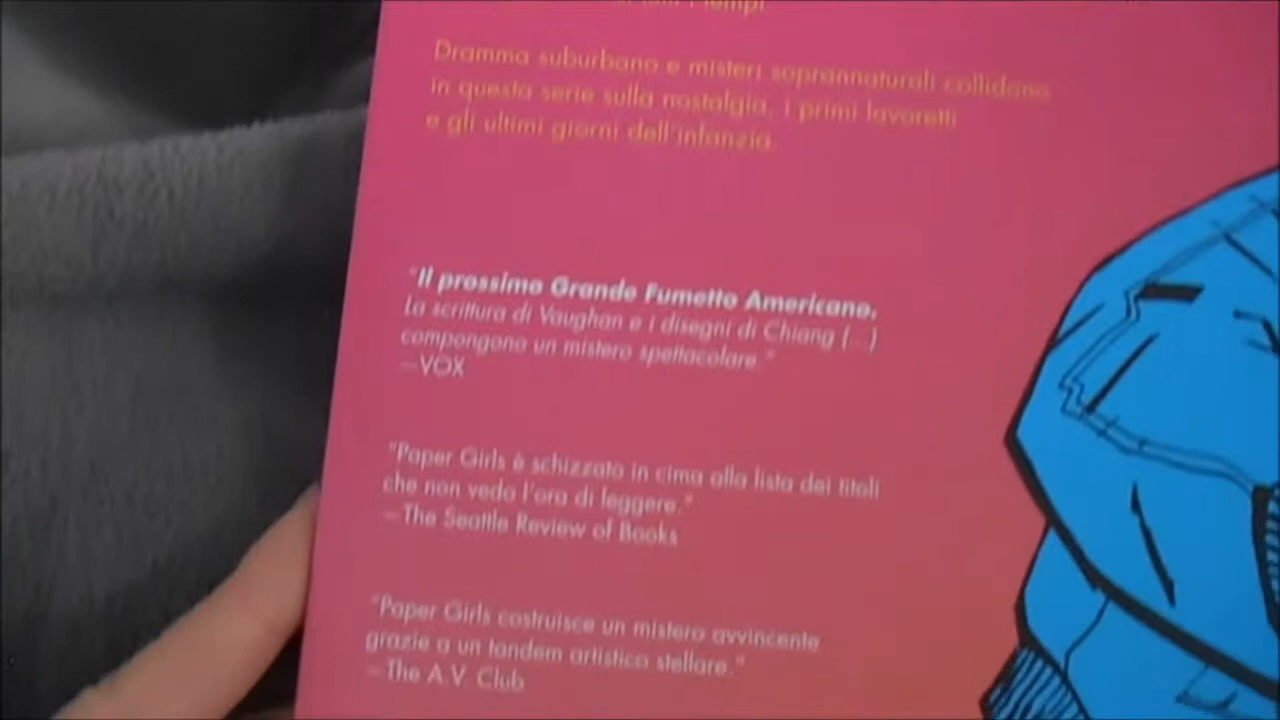 tempi
Dramma suburbano e misteri soprannaturali collidono
in questa serie sulla nostalgia, i primi lavoretti
e gli ultimi giorni dell'infanzia.
"Il prossimo Grande Fumetto Americano.
La scrittura di Vaughan e i disegni di Chiang (...)
compongono un mistero spettacolare."
—VOX
"Paper Girls è schizzato in cima alla lista dei titoli
che non vedo l'ora di leggere."
—The Seattle Review of Books
"Paper Girls costruisce un mistero avvincente
grazie a un tandem artistico stellare."
—The A.V. Club